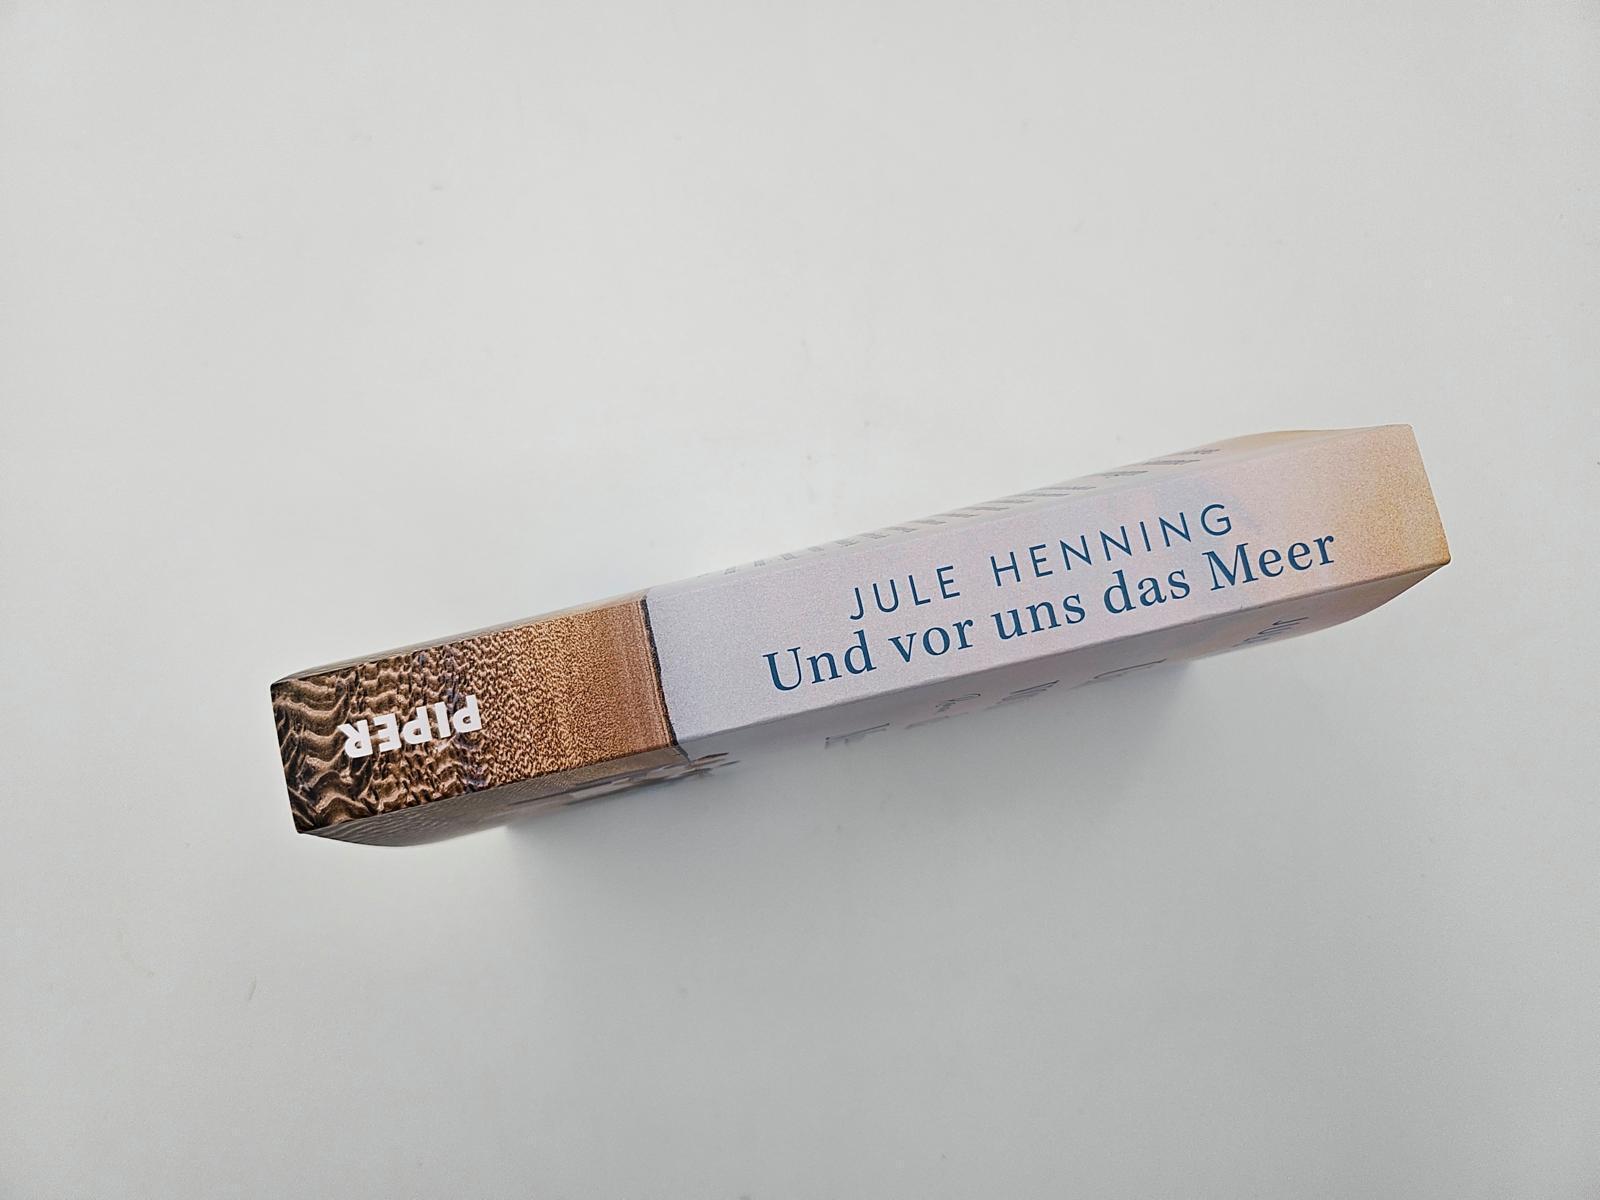 JULE HENNING
Und vor uns das Meer
PIPER